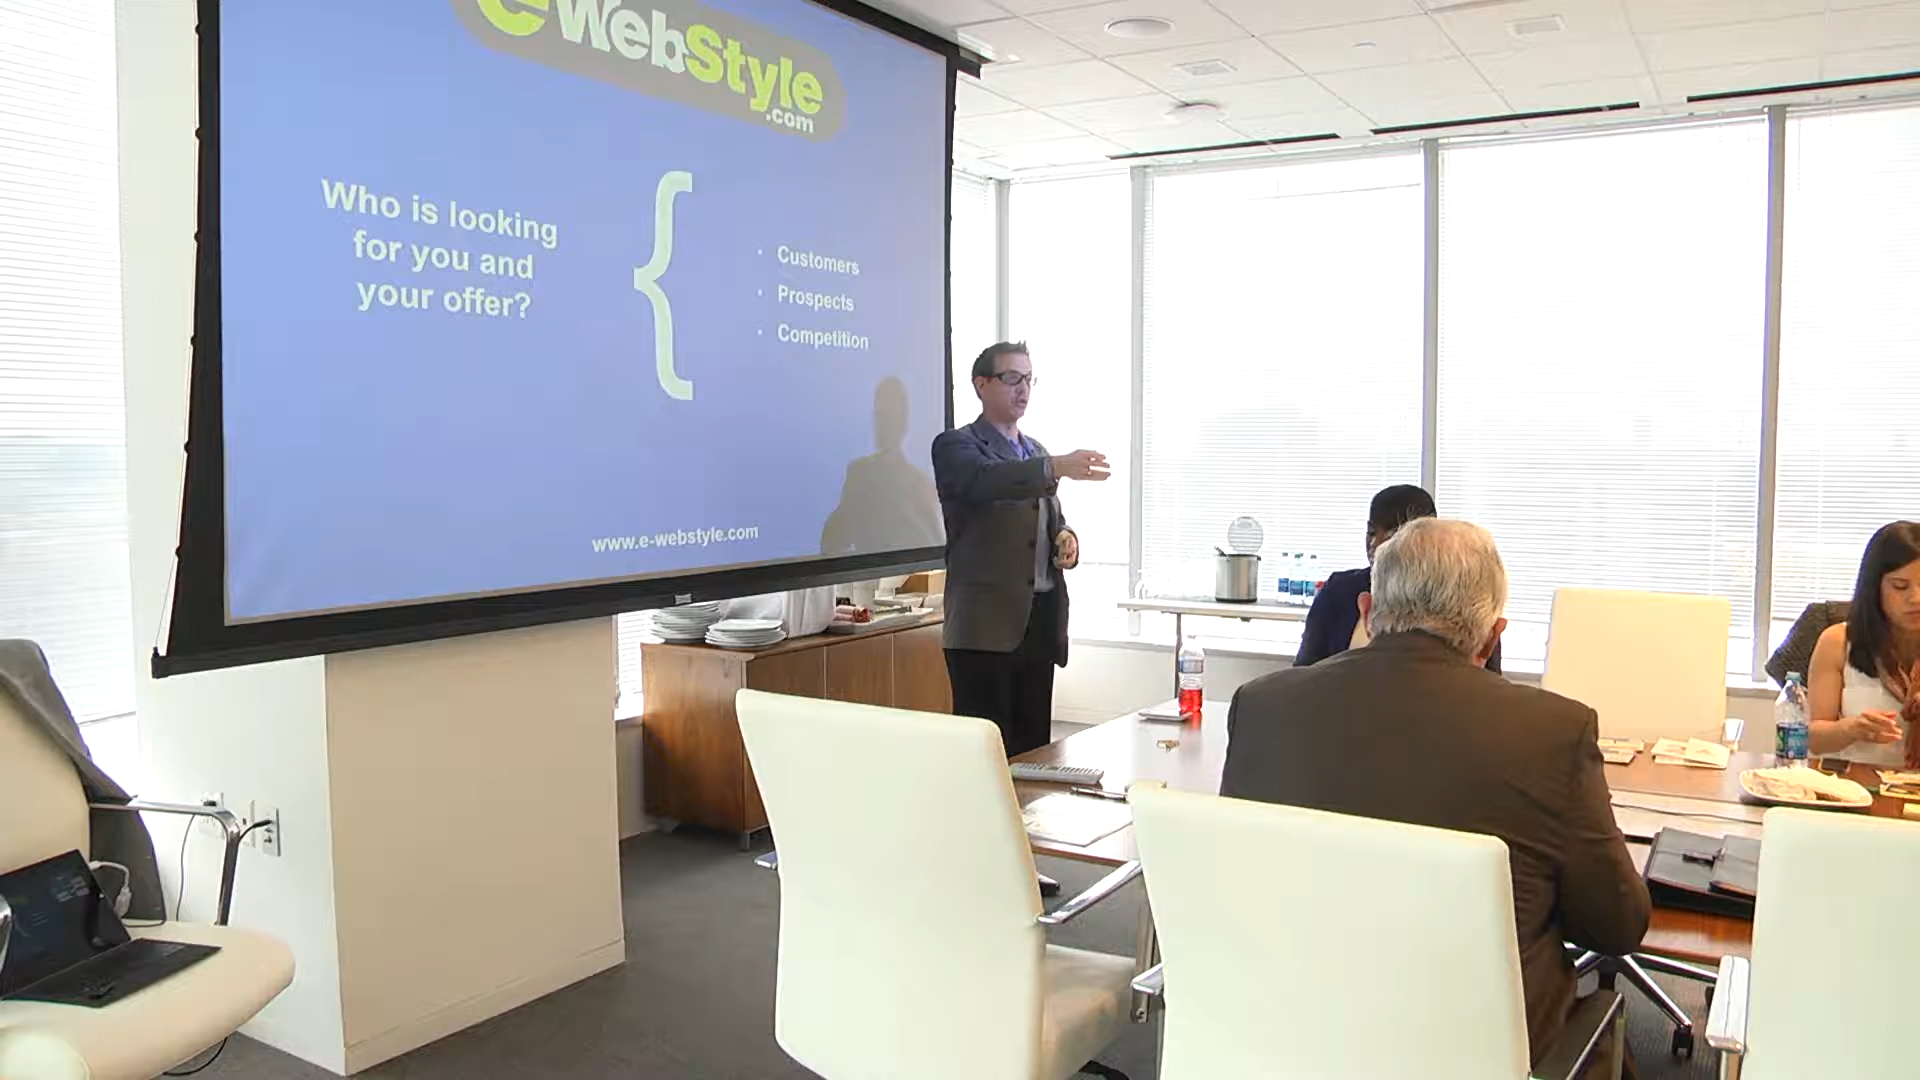 eWebStyle
.com
Who is looking
for you and
your offer?
{
• Customers
• Prospects
• Competition
www.e-webstyle.com